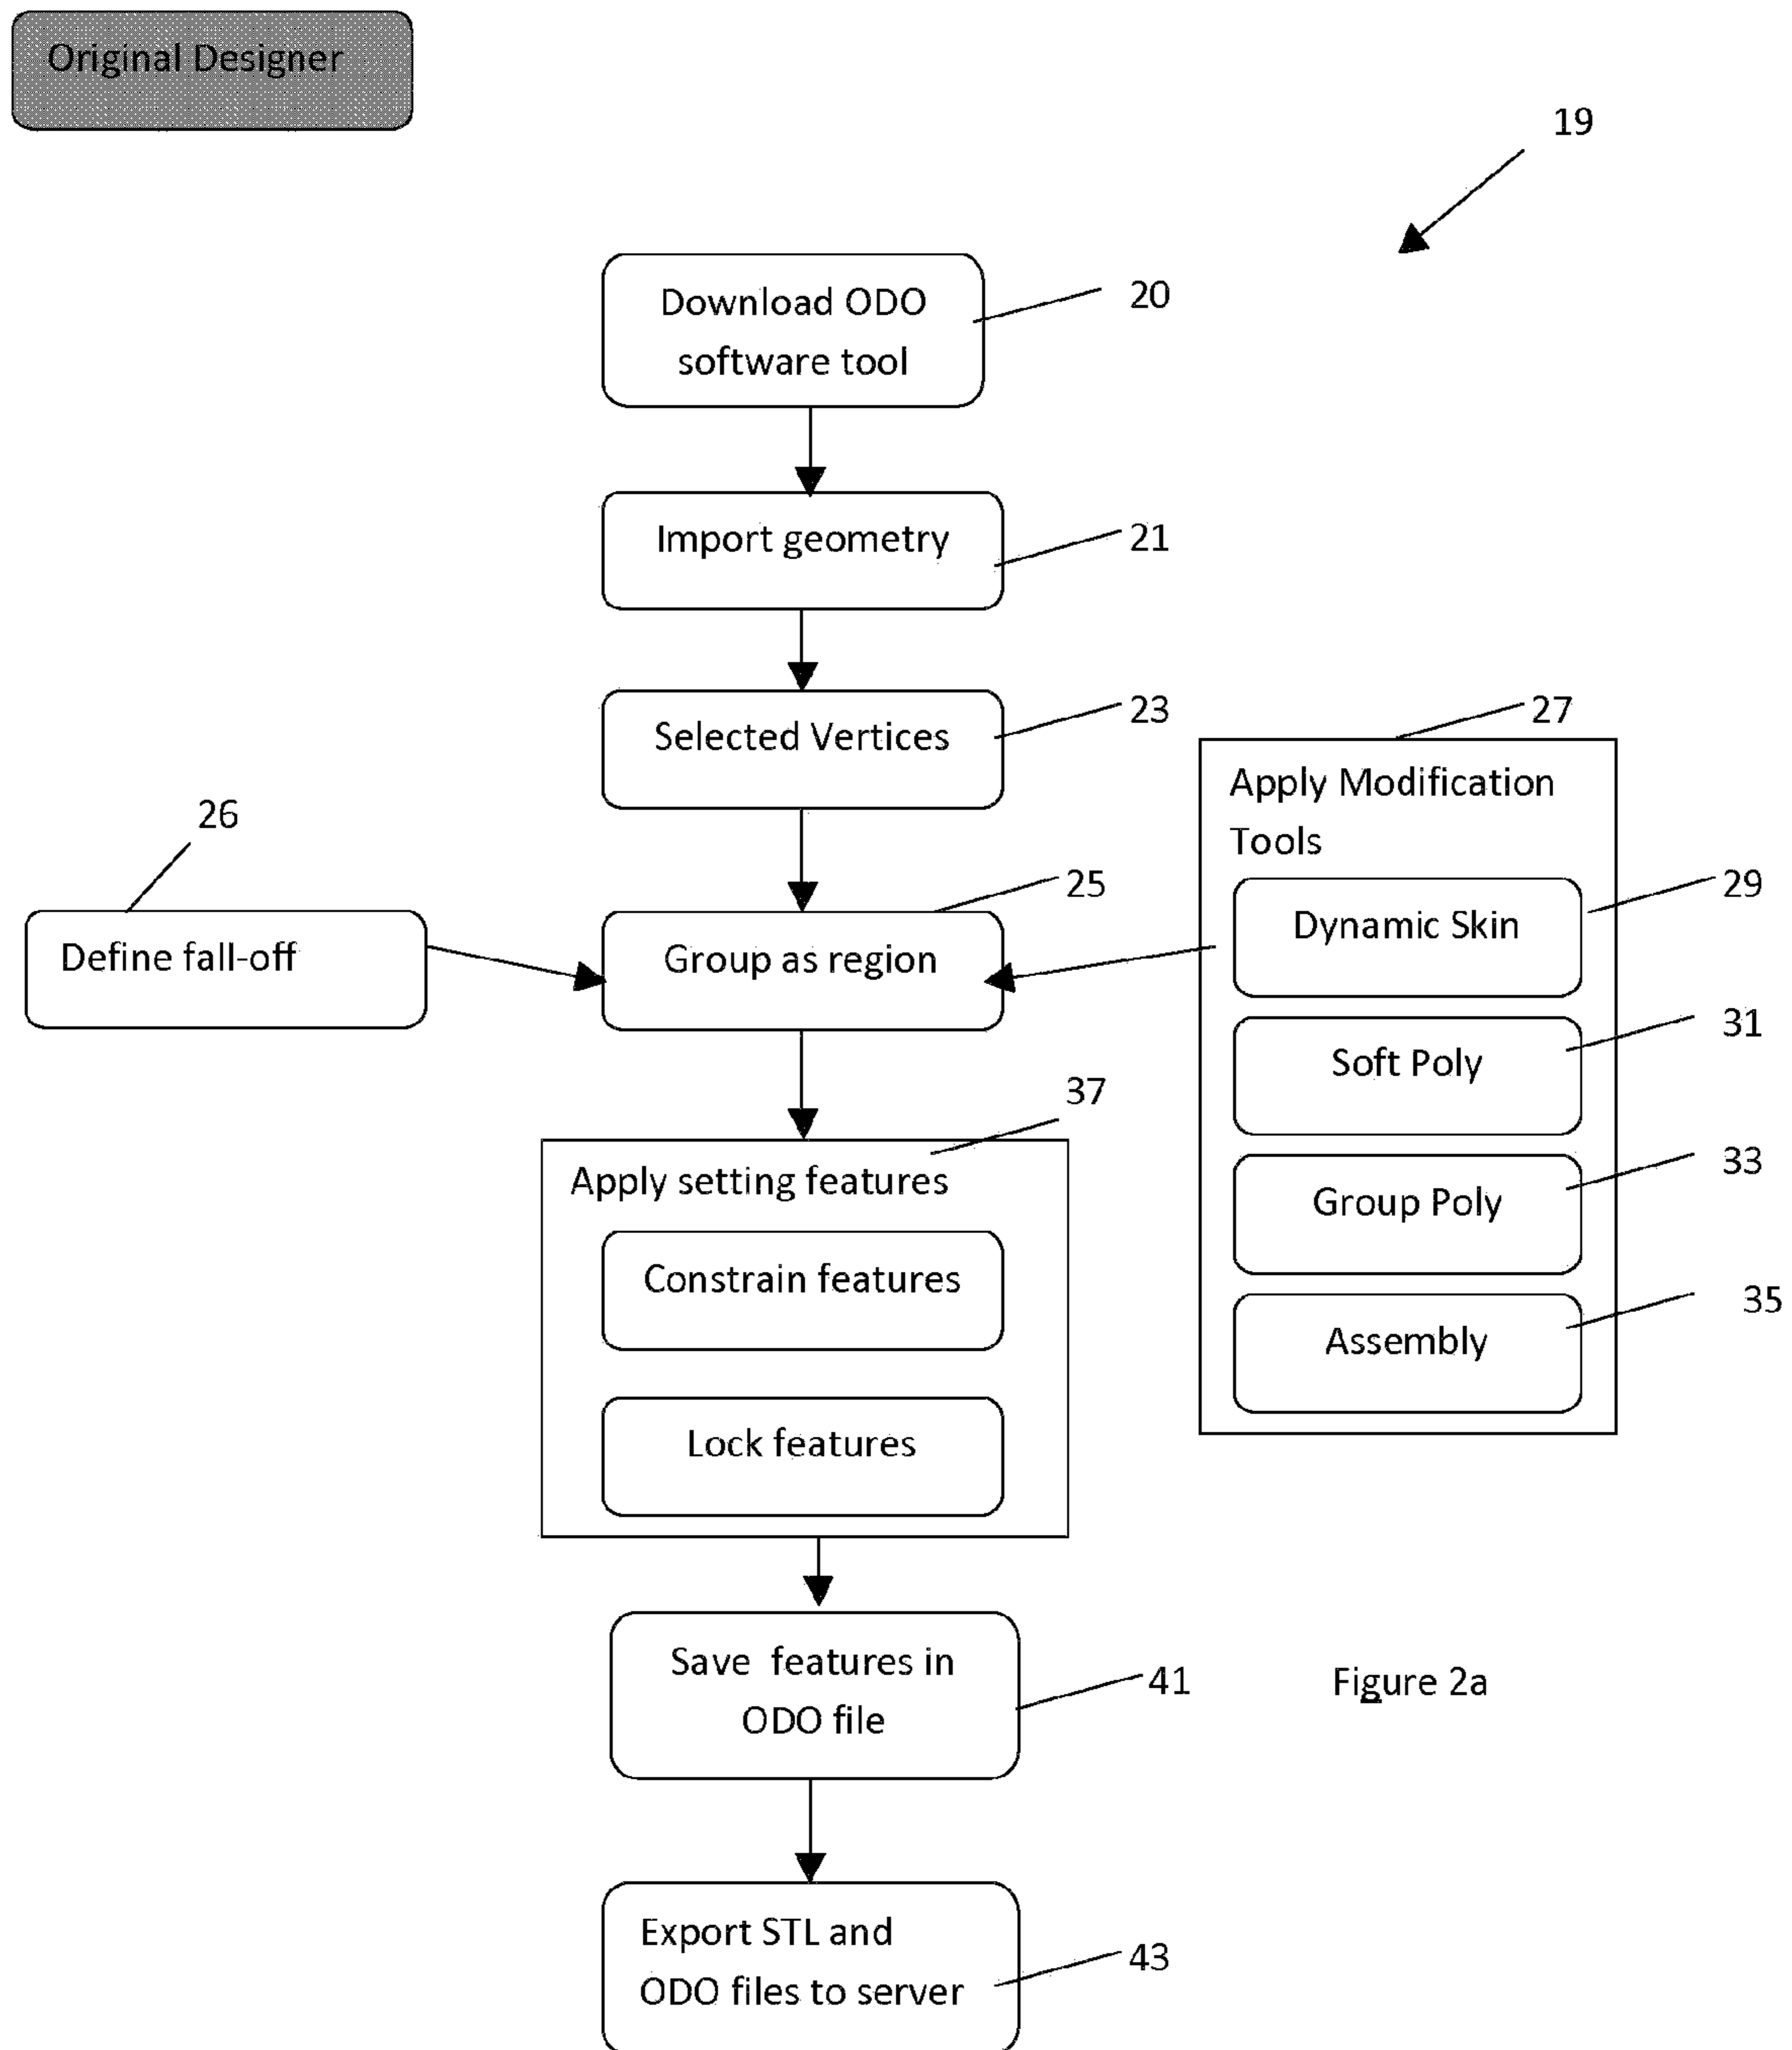 Original Designer
19
Download ODO
software tool
20
Import geometry
21
Selected Vertices
23
27
Apply Modification
Tools
26
25
29
Dynamic Skin
Define fall-off
Group as region
31
Soft Poly
37
33
Apply setting features
Group Poly
Constrain features
35
Assembly
Lock features
Save features in
ODO file
41
Figure 2a
Export STL and
ODO files to server
43